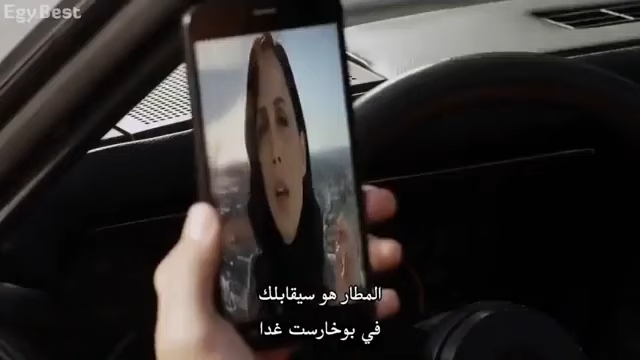 EgyBest
المطار هو سيقابلك
في بوخارست غدا